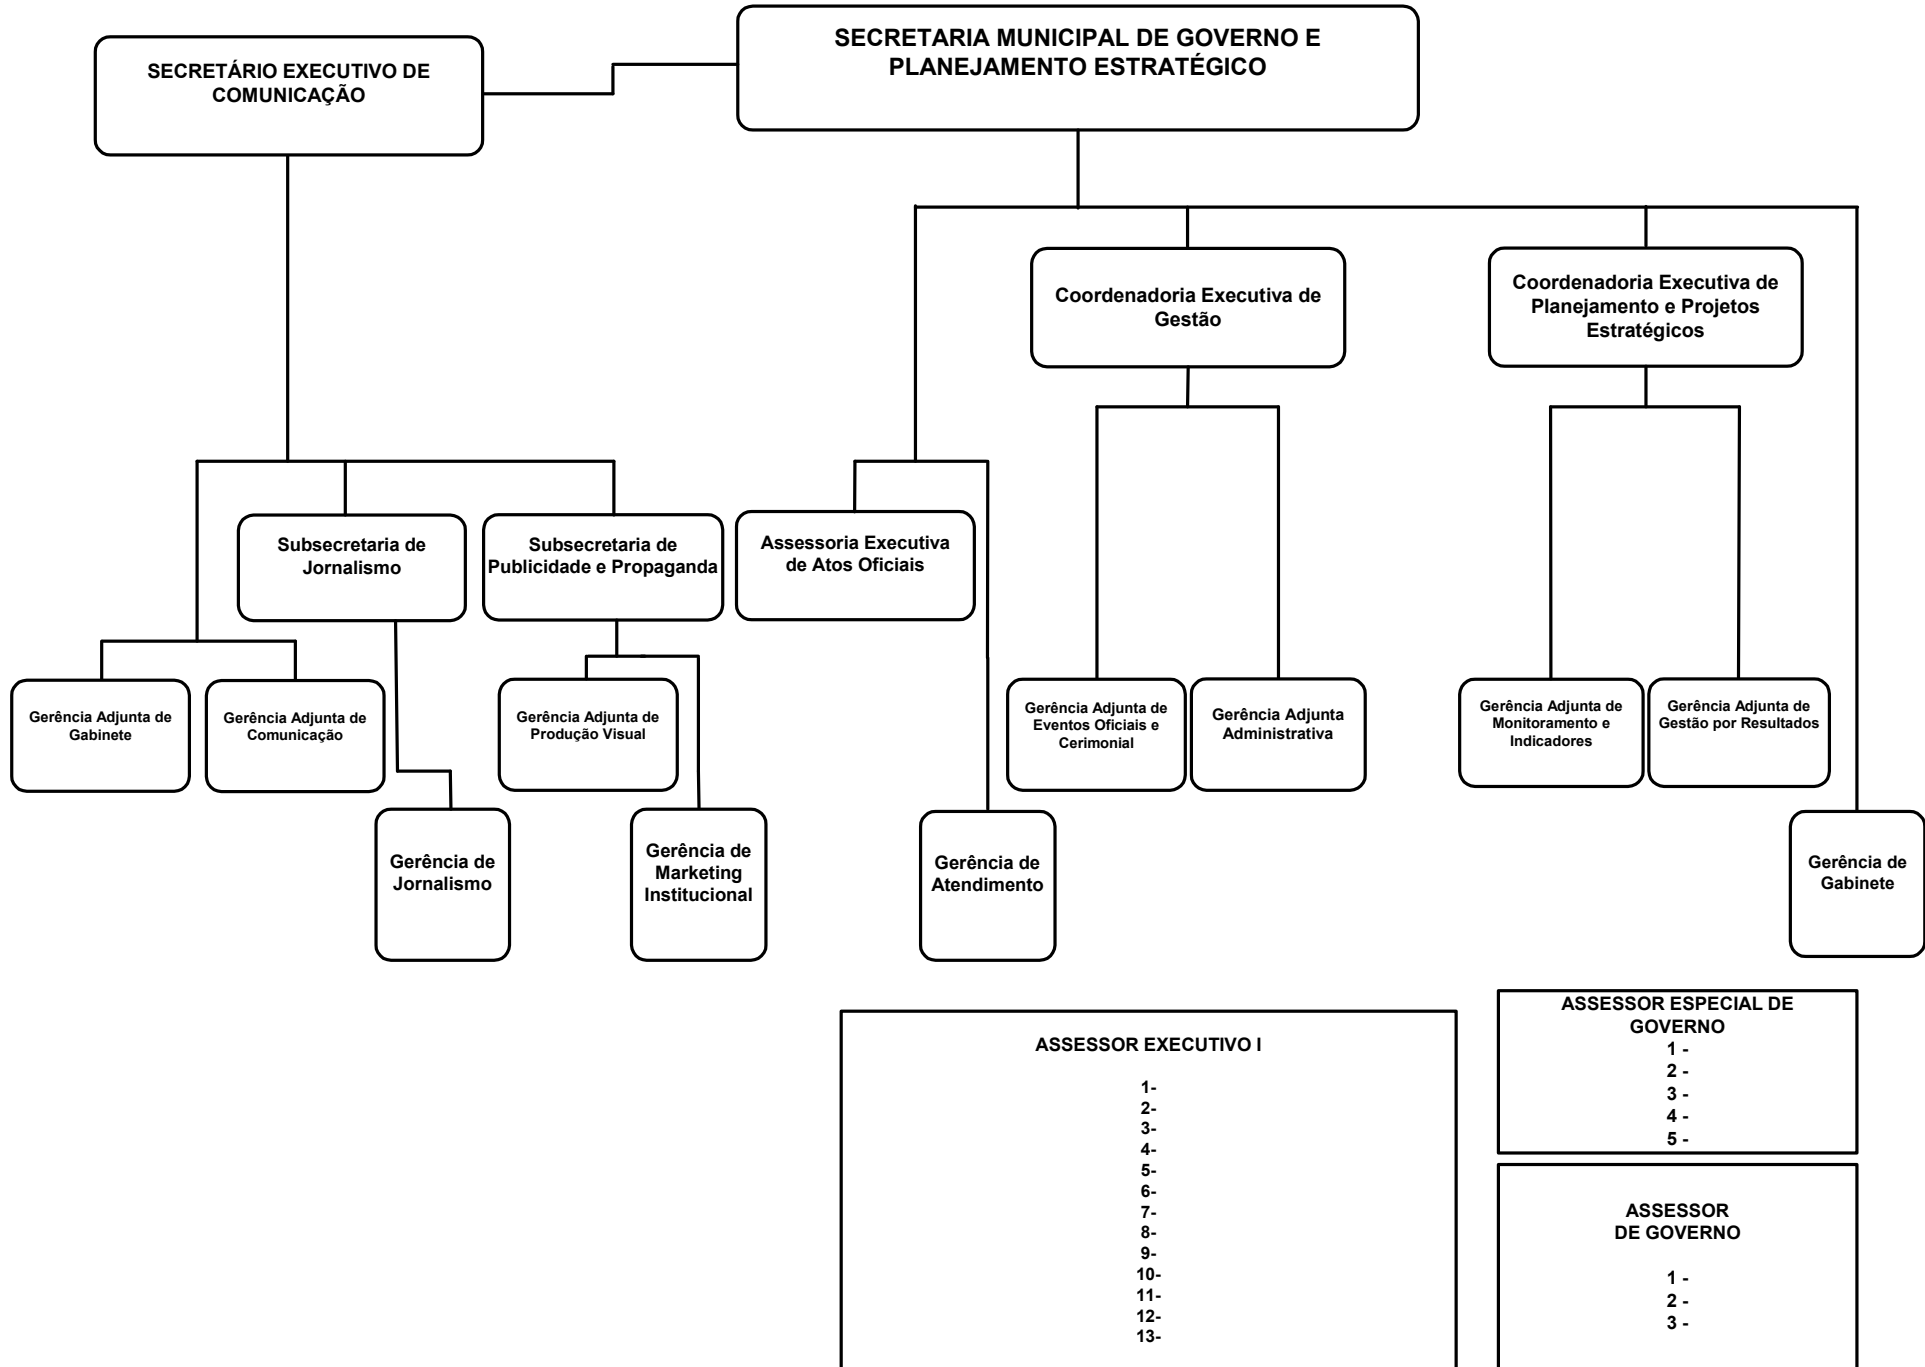 SECRETARIA MUNICIPAL DE GOVERNO E
PLANEJAMENTO ESTRATÉGICO
SECRETÁRIO EXECUTIVO DE
COMUNICAÇÃO
Coordenadoria Executiva de
Gestão
Coordenadoria Executiva de
Planejamento e Projetos
Estratégicos
Subsecretaria de
Jornalismo
Subsecretaria de
Publicidade e Propaganda
Assessoria Executiva
de Atos Oficiais
Gerência Adjunta de
Gabinete
Gerência Adjunta de
Comunicação
Gerência Adjunta de
Produção Visual
Gerência Adjunta de
Eventos Oficiais e
Cerimonial
Gerência Adjunta
Administrativa
Gerência Adjunta de
Monitoramento e
Indicadores
Gerência Adjunta de
Gestão por Resultados
Gerência de
Jornalismo
Gerência de
Marketing
Institucional
Gerência de
Atendimento
Gerência de
Gabinete
ASSESSOR EXECUTIVO I
1-
2-
3-
4-
5-
6-
7-
8-
9-
10-
11-
12-
13-
ASSESSOR ESPECIAL DE
GOVERNO
1 -
2 -
3 -
4 -
5 -
ASSESSOR
DE GOVERNO
1 -
2 -
3 -